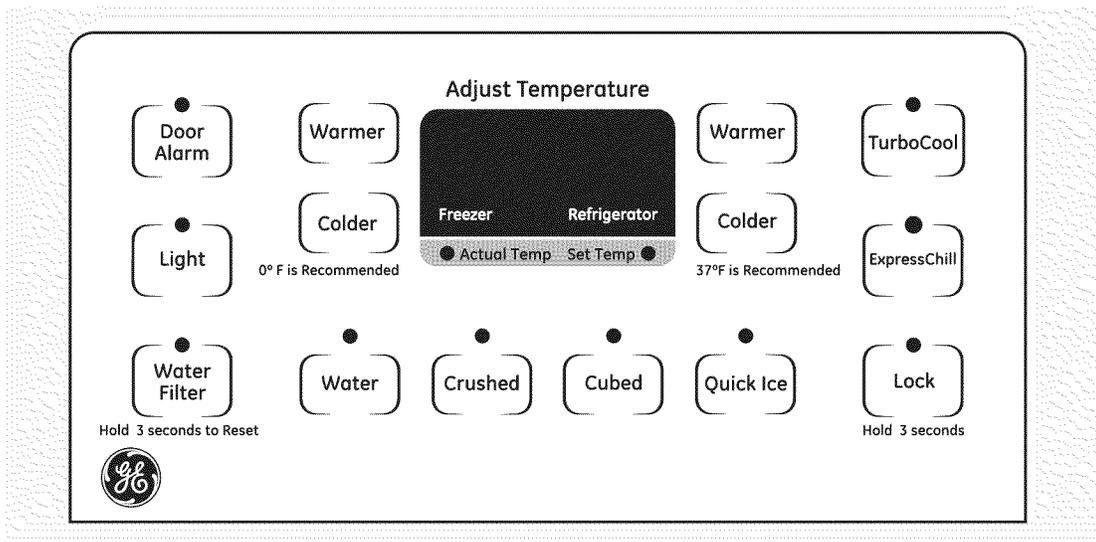 Adjust Temperature
Door
Alarm
Warmer
Warmer
TurboCool
Colder
Freezer
Refrigerator
Colder
Light
Actual Temp
Set Temp
ExpressChill
0° F is Recommended
37°F is Recommended
Water
Filter
Water
Crushed
Cubed
Quick Ice
Lock
Hold 3 seconds to Reset
Hold 3 seconds
GE